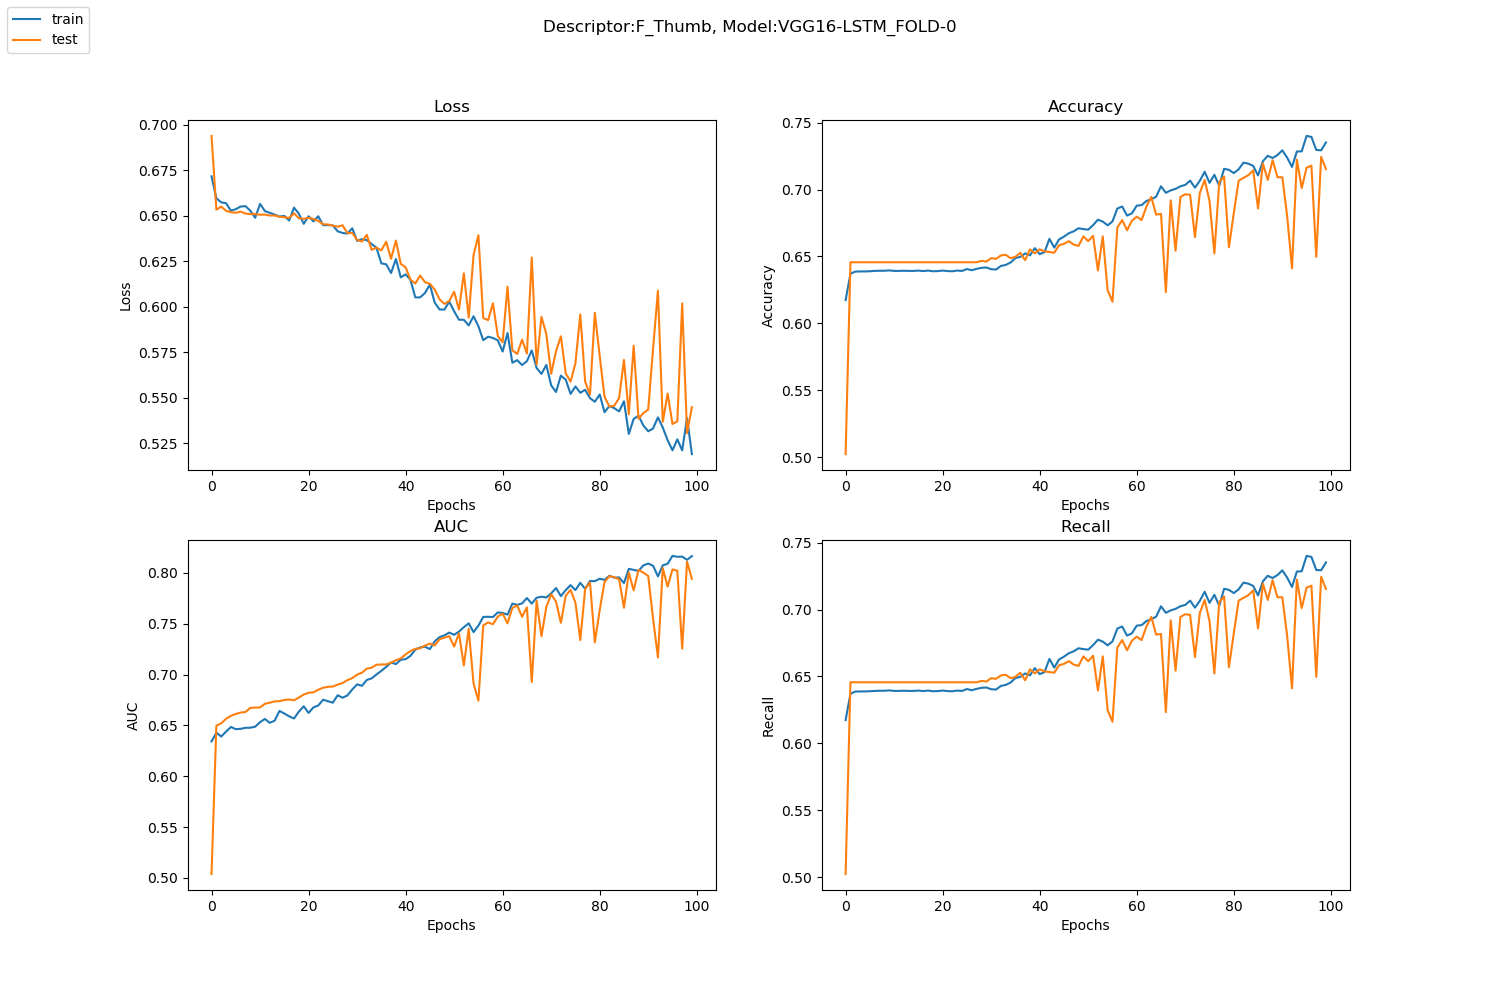 train
test
Descriptor:F_Thumb, Model:VGG16-LSTM_FOLD-0
Loss
0.700
0.675
0.650
0.625
0.600
0.575
0.550
0.525
Loss
0 20 40 60 80 100
Epochs
Accuracy
0.75
0.70
0.65
0.60
0.55
0.50
Accuracy
0 20 40 60 80 100
Epochs
AUC
0.80
0.75
0.70
0.65
0.60
0.55
0.50
AUC
0 20 40 60 80 100
Epochs
Recall
0.75
0.70
0.65
0.60
0.55
0.50
Recall
0 20 40 60 80 100
Epochs